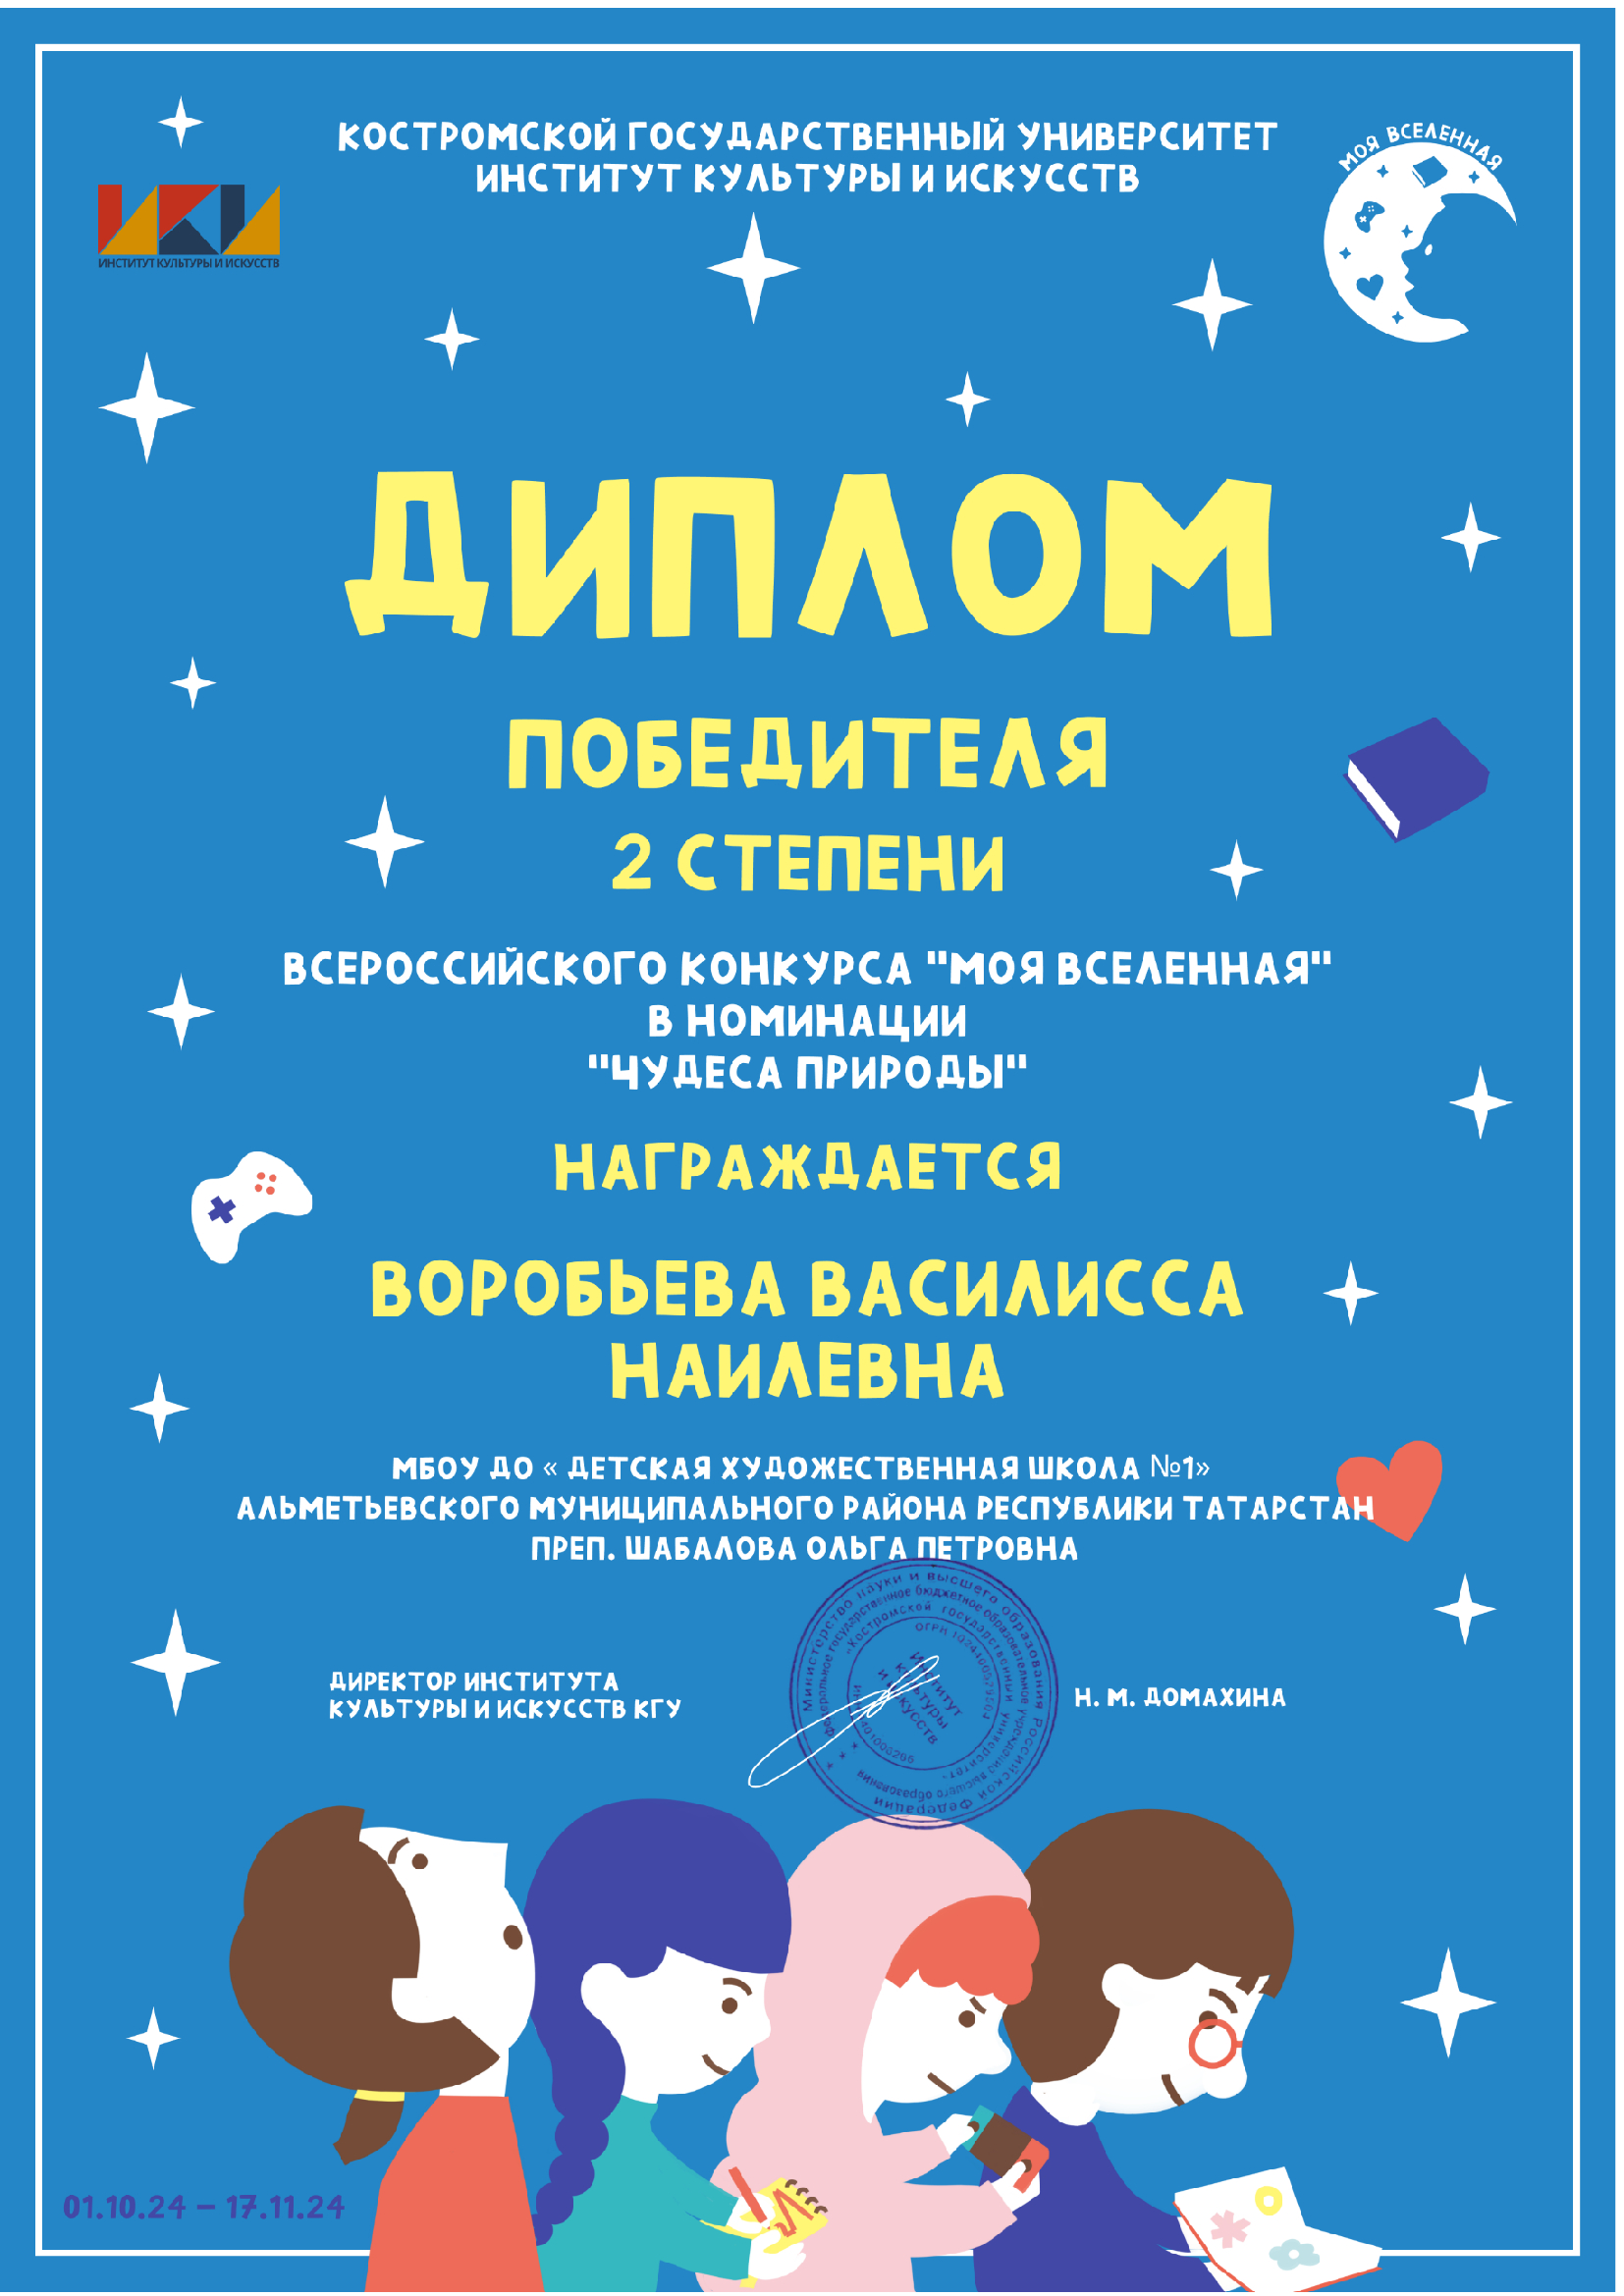 КОСТРОМСКОЙ ГОСУДАРСТВЕННЫЙ УНИВЕРСИТЕТ
ИНСТИТУТ КУЛЬТУРЫ И ИСКУССТВ
ИКИ
ИНСТИТУТ КУЛЬТУРЫ И ИСКУССТВ
МОЯ ВСЕЛЕННАЯ
ДИПЛОМ
ПОБЕДИТЕЛЯ
2 СТЕПЕНИ
ВСЕРОССИЙСКОГО КОНКУРСА "МОЯ ВСЕЛЕННАЯ"
В НОМИНАЦИИ
"ЧУДЕСА ПРИРОДЫ"
НАГРАЖДАЕТСЯ
ВОРОБЬЕВА ВАСИЛИССА
НАИЛЕВНА
МБОУ ДО « ДЕТСКАЯ ХУДОЖЕСТВЕННАЯ ШКОЛА №1»
АЛЬМЕТЬЕВСКОГО МУНИЦИПАЛЬНОГО РАЙОНА РЕСПУБЛИКИ ТАТАРСТАН
ПРЕП. ШАБАЛОВА ОЛЬГА ПЕТРОВНА
Министерство науки и высшего образования Российской Федерации
Федеральное государственное бюджетное образовательное учреждение высшего образования
«Костромской государственный университет»
Институт
культуры
и искусств
ДИРЕКТОР ИНСТИТУТА
КУЛЬТУРЫ И ИСКУССТВ КГУ
Н. М. ДОМАХИНА
01.10.24 – 17.11.24